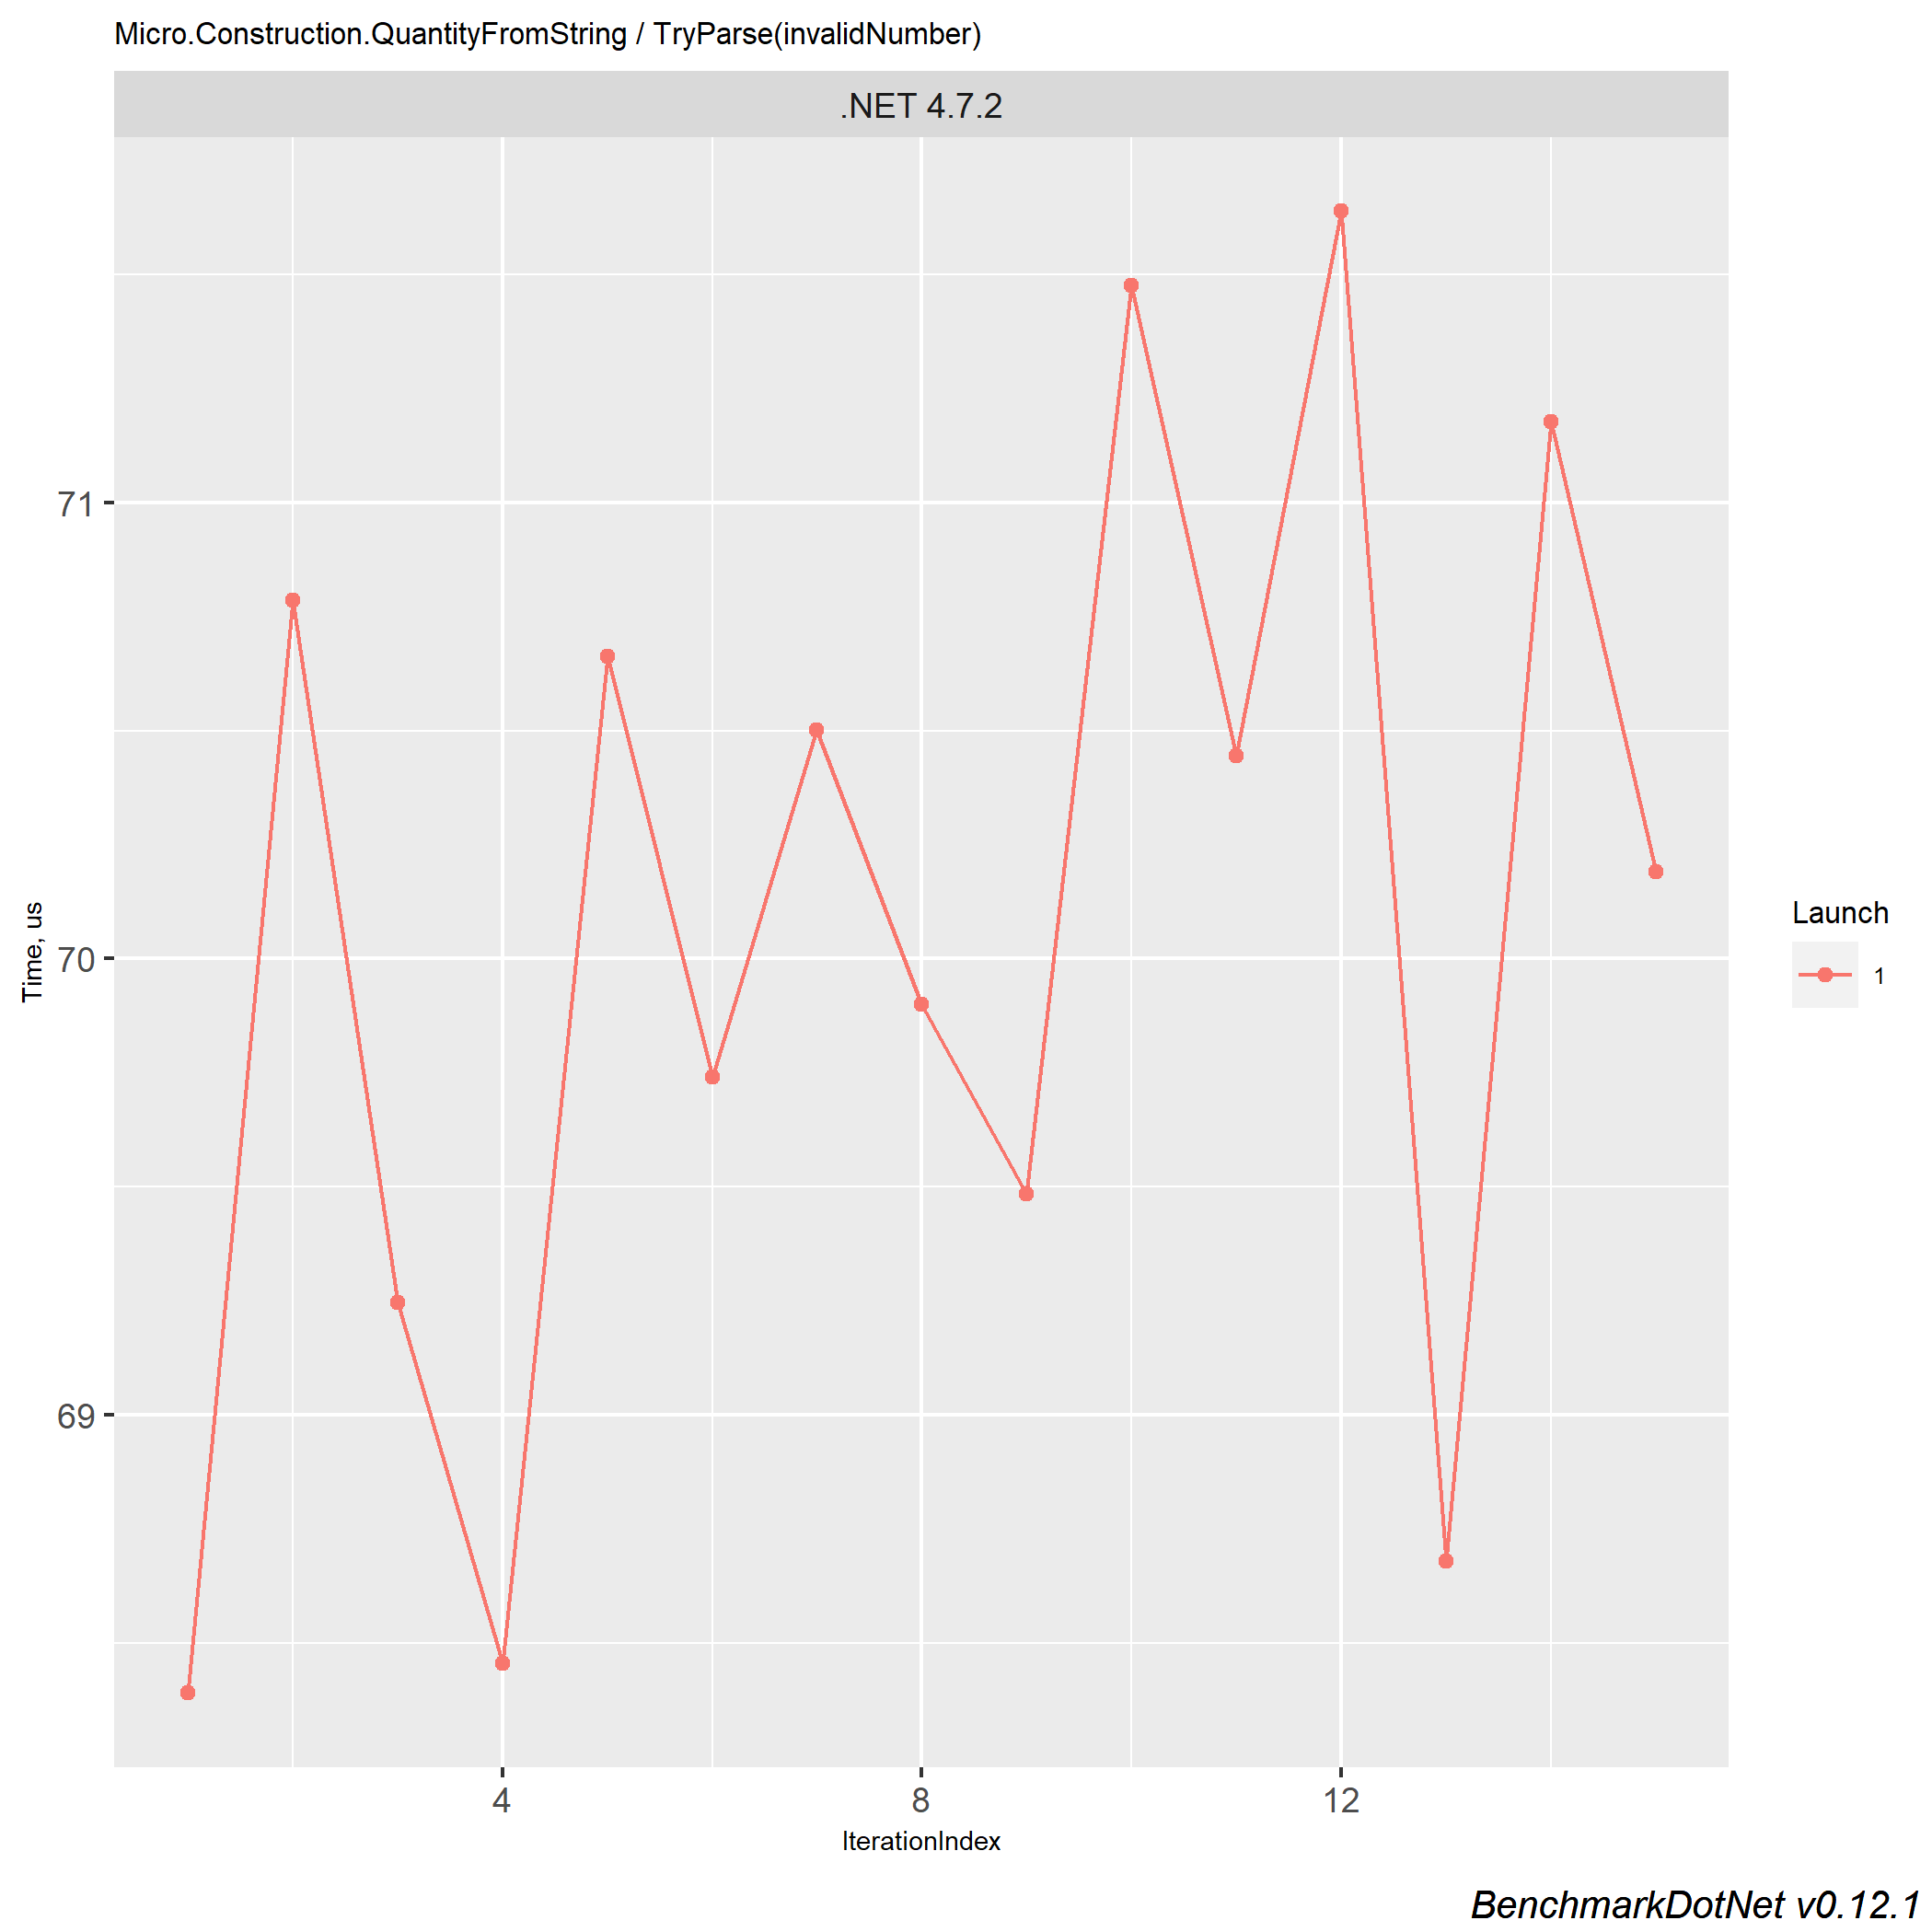 Micro.Construction.QuantityFromString / TryParse(invalidNumber)
.NET 4.7.2
71
70
69
Time, us
4 8 12
IterationIndex
Launch
1
BenchmarkDotNet v0.12.1